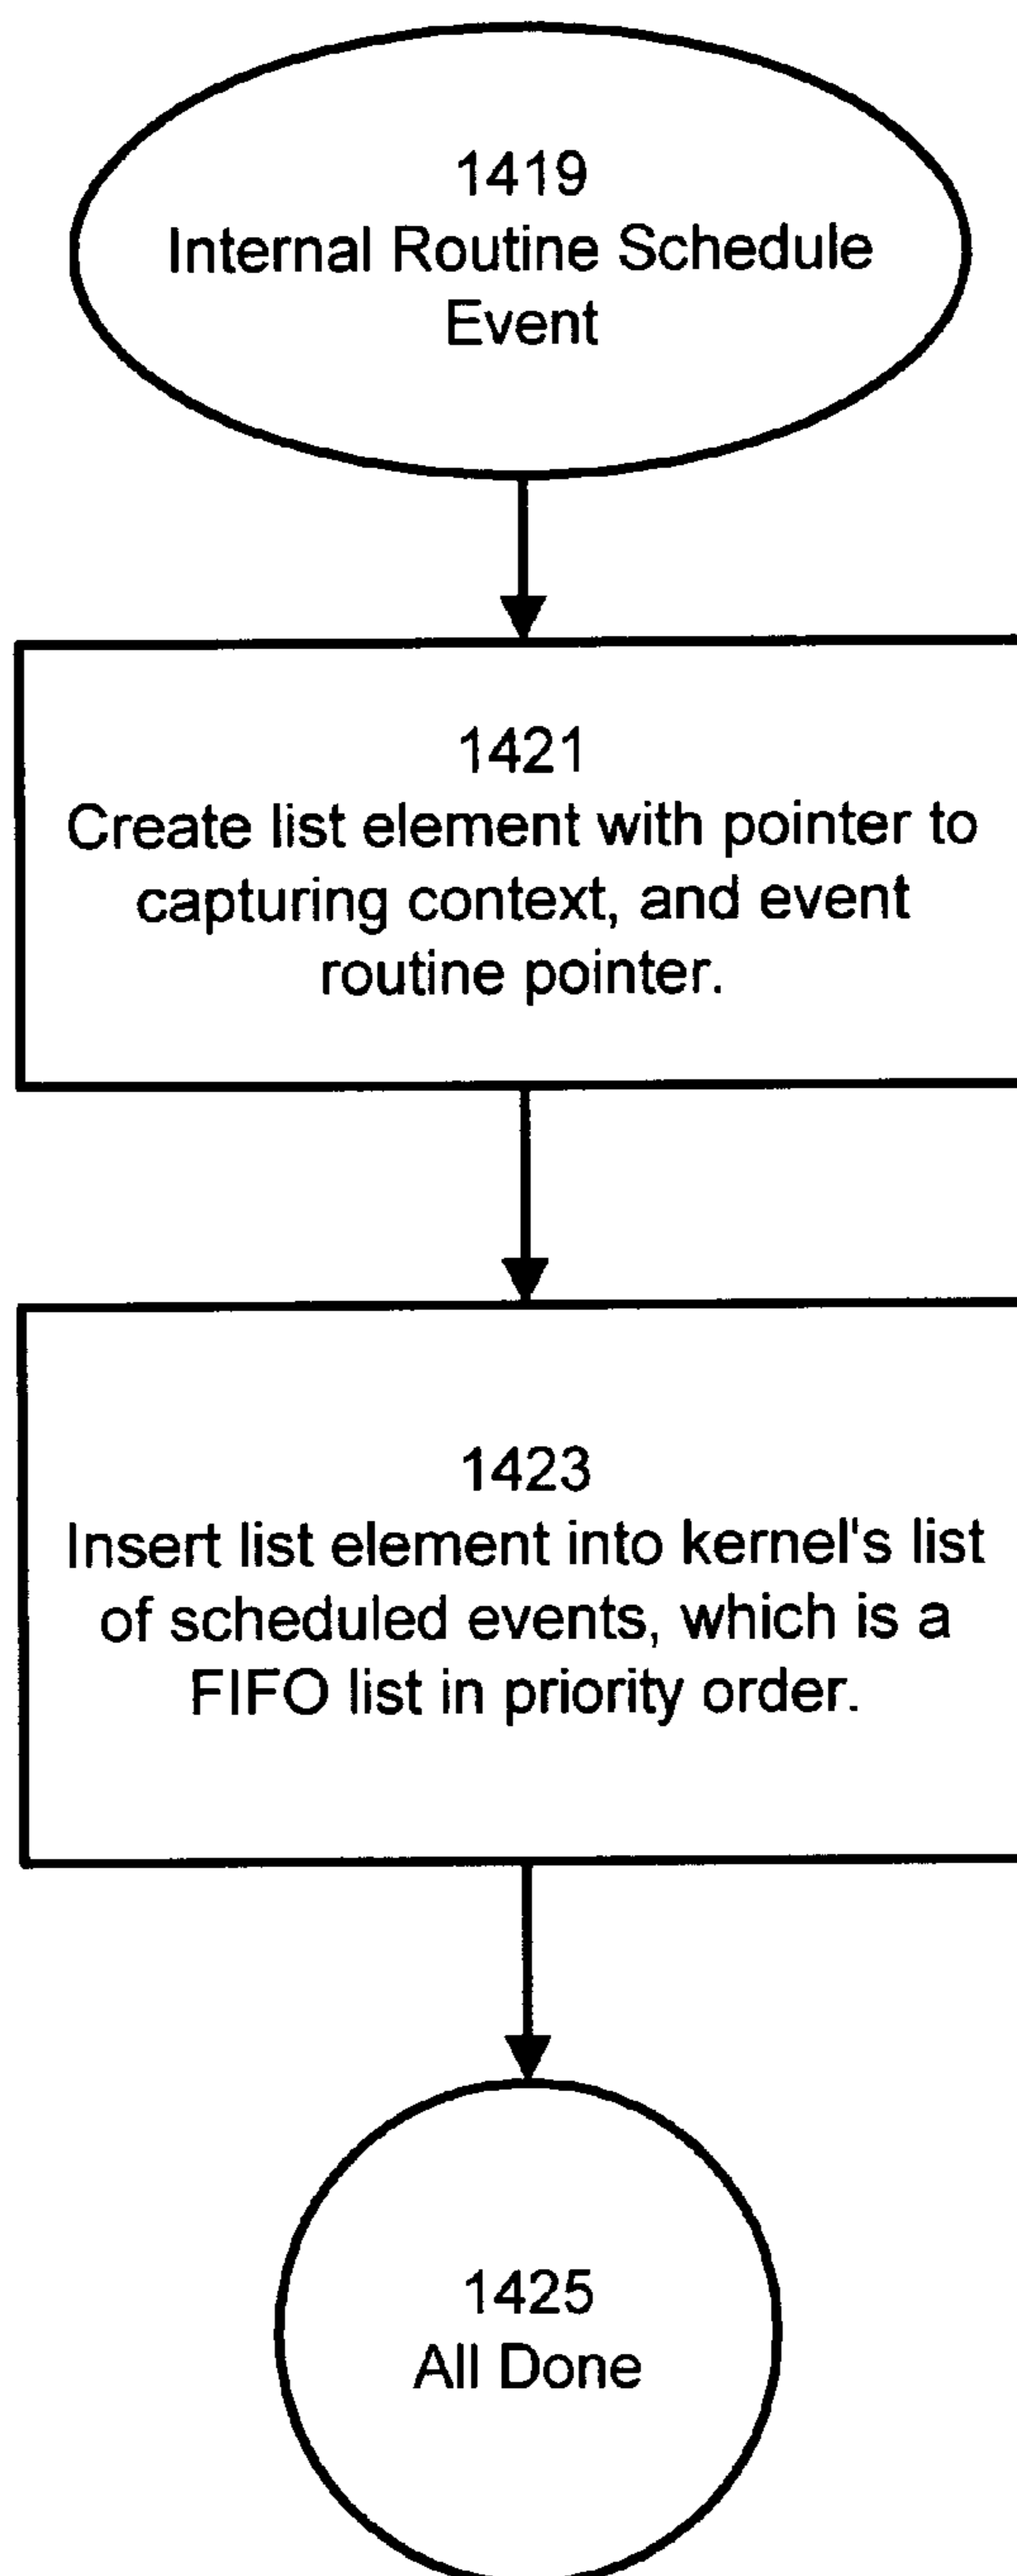 1419
Internal Routine Schedule
Event
1421
Create list element with pointer to
capturing context, and event
routine pointer.
1423
Insert list element into kernel's list
of scheduled events, which is a
FIFO list in priority order.
1425
All Done